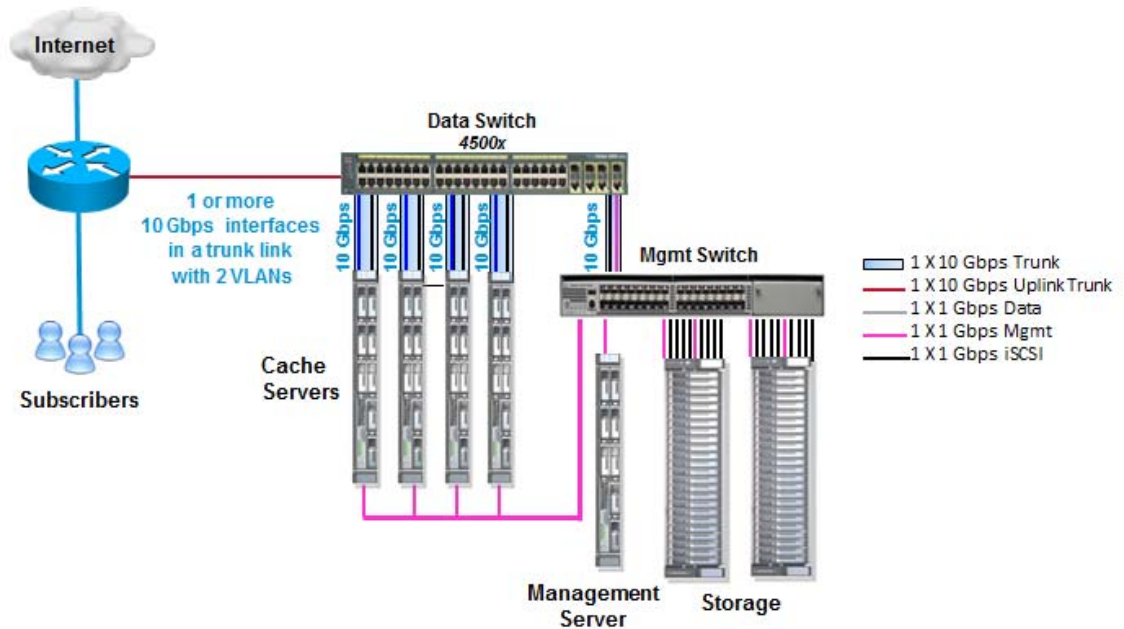 Internet
Data Switch
4500x
1 or more
10 Gbps interfaces
in a trunk link
with 2 VLANs
10 Gbps
10 Gbps
10 Gbps
10 Gbps
10 Gbps
Mgmt Switch
1 X 10 Gbps Trunk
1 X 10 Gbps Uplink Trunk
1 X 1 Gbps Data
1 X 1 Gbps Mgmt
1 X 1 Gbps iSCSI
Cache
Servers
Subscribers
Management
Server
Storage